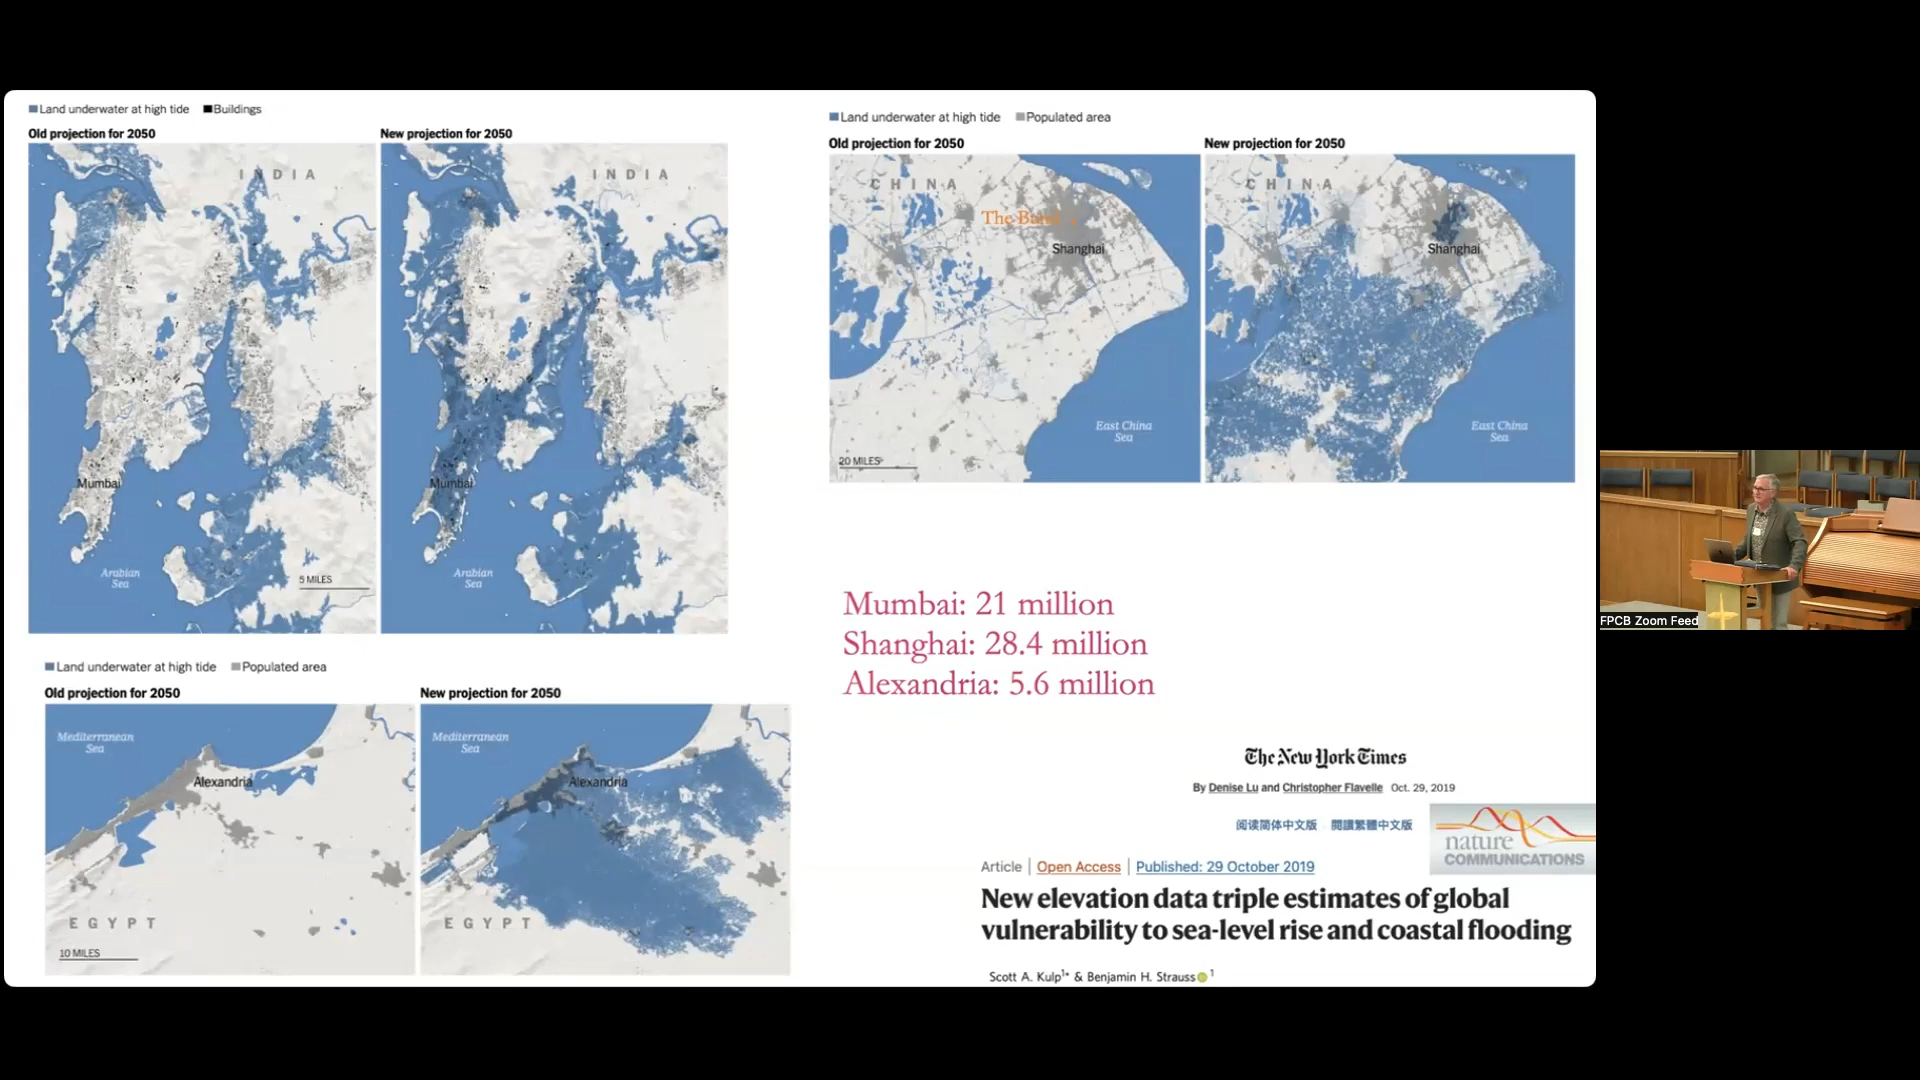 Land underwater at high tide Buildings
Old projection for 2050
New projection for 2050
INDIA
Mumbai
Arabian
Sea
5 MILES
INDIA
Mumbai
Arabian
Sea
Land underwater at high tide Populated area
Old projection for 2050
New projection for 2050
CHINA
The Bund
Shanghai
East China
Sea
20 MILES
CHINA
Shanghai
East China
Sea
Mumbai: 21 million
Shanghai: 28.4 million
Alexandria: 5.6 million
Land underwater at high tide Populated area
Old projection for 2050
New projection for 2050
Mediterranean
Sea
Alexandria
EGYPT
10 MILES
Mediterranean
Sea
Alexandria
EGYPT
The New York Times
By Denise Lu and Christopher Flavelle Oct. 29, 2019
阅读简体中文版 閱讀繁體中文版
nature
COMMUNICATIONS
Article | Open Access | Published: 29 October 2019
New elevation data triple estimates of global
vulnerability to sea-level rise and coastal flooding
Scott A. Kulp1* & Benjamin H. Strauss 1
FPCB Zoom Feed